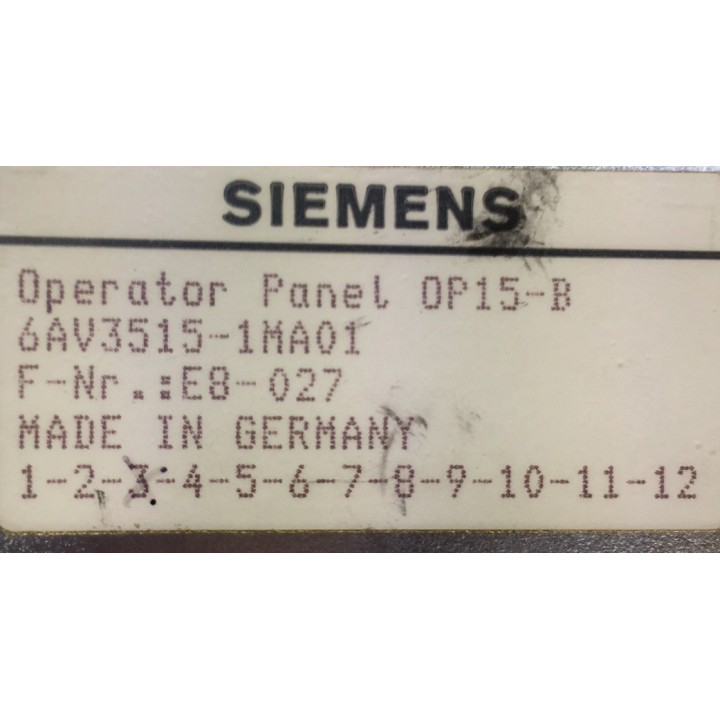 SIEMENS
Operator Panel OP15-B
6AV3515-1MA01
F-Nr.:E8-027
MADE IN GERMANY
1-2-3-4-5-6-7-8-9-10-11-12